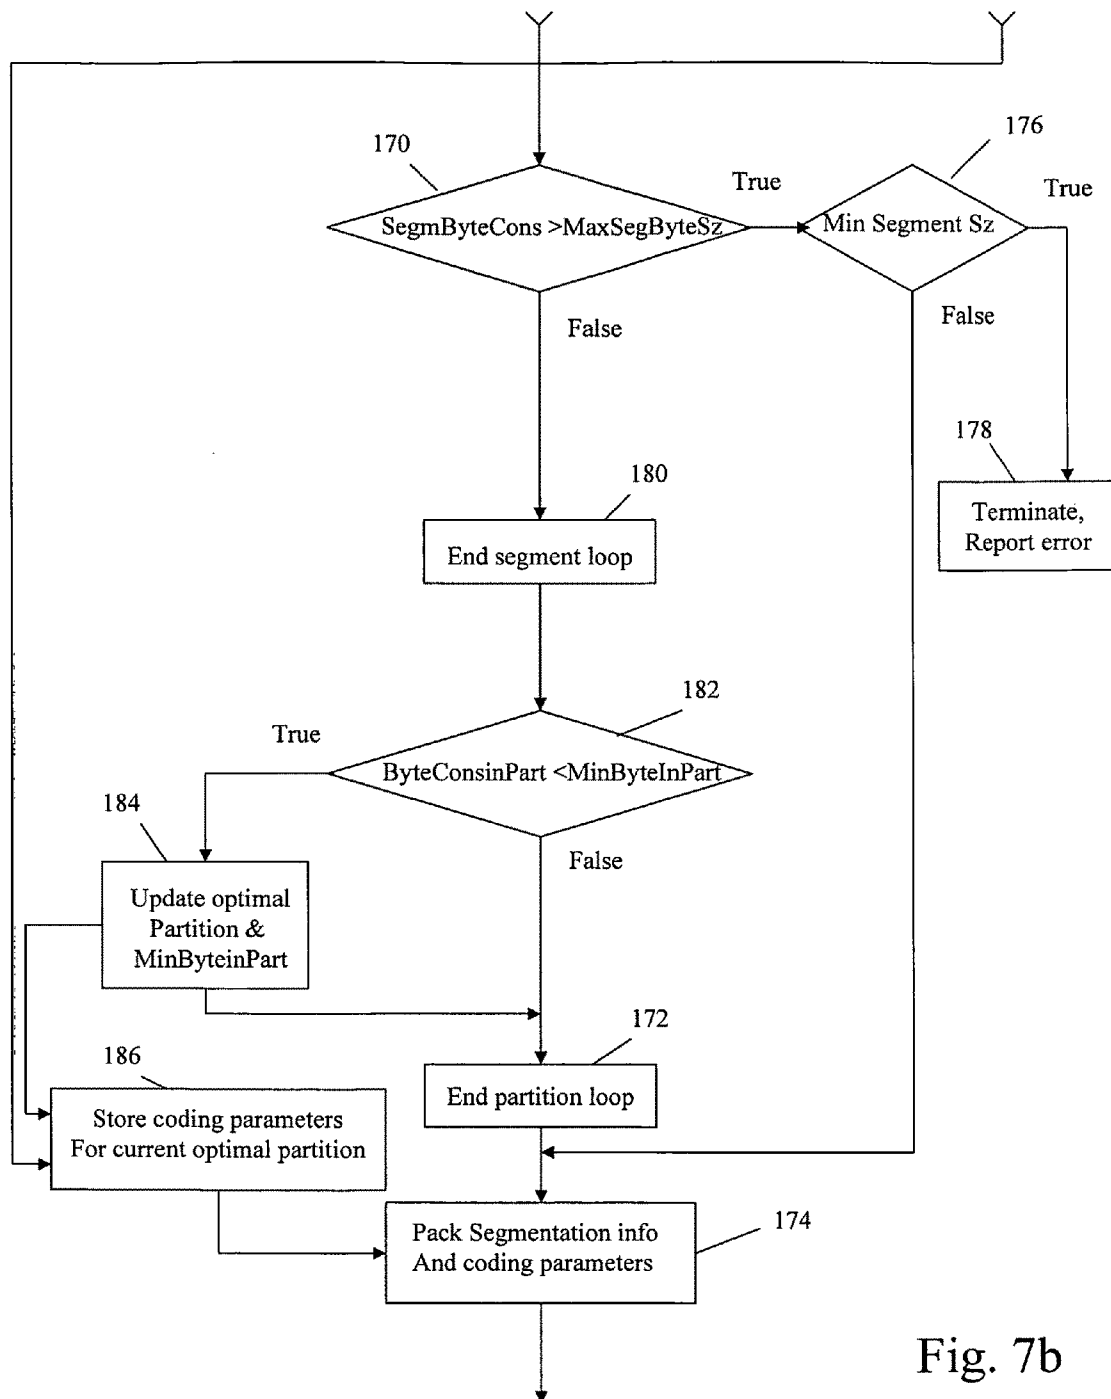 170
176
True
True
SegmByteCons >MaxSegByteSz
Min Segment Sz
False
False
178
Terminate,
Report error
180
End segment loop
182
True
ByteConsinPart <MinByteInPart
184
False
Update optimal
Partition &
MinByteinPart
172
186
End partition loop
Store coding parameters
For current optimal partition
174
Pack Segmentation info
And coding parameters
Fig. 7b